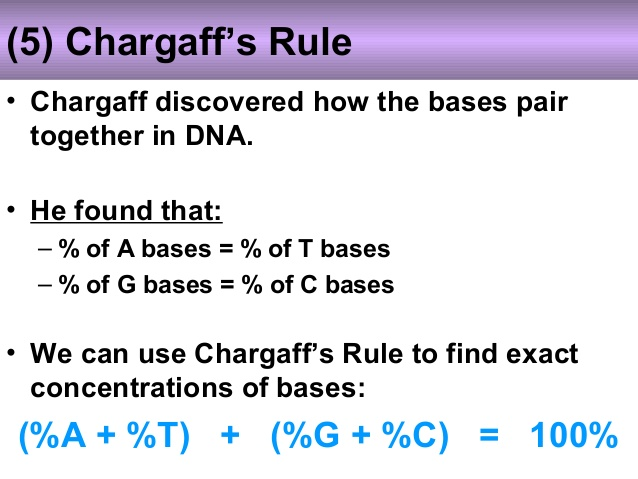 (5) Chargaff's Rule
• Chargaff discovered how the bases pair
together in DNA.
• He found that:
– % of A bases = % of T bases
– % of G bases = % of C bases
• We can use Chargaff's Rule to find exact
concentrations of bases:
(%A + %T) + (%G + %C) = 100%